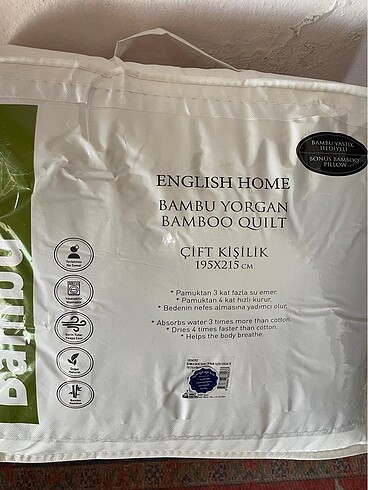 BAMBU YASTIK
HEDİYELİ
BONUS BAMBOO
PILLOW
ENGLISH HOME
BAMBU YORGAN
BAMBOO QUILT
ÇİFT KİŞİLİK
195X215 CM
* Pamuktan 3 kat fazla su emer.
* Pamuktan 4 kat hızlı kurur.
* Bedenin nefes almasına yadımcı olur.
* Absorbs water 3 times more than cotton.
* Dries 4 times faster than cotton.
* Helps the body breathe.
Bambu